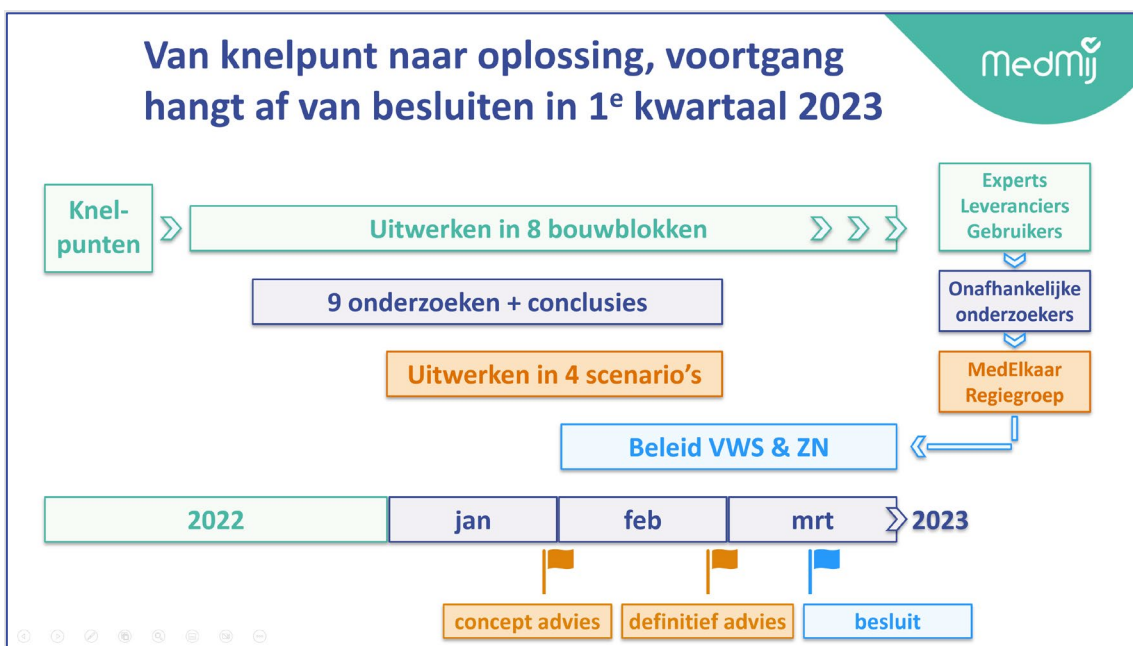 Van knelpunt naar oplossing, voortgang
hangt af van besluiten in 1e kwartaal 2023
MedMij
Knel-
punten
Uitwerken in 8 bouwblokken
Experts
Leveranciers
Gebruikers
9 onderzoeken + conclusies
Onafhankelijke
onderzoekers
Uitwerken in 4 scenario's
MedElkaar
Regiegroep
Beleid VWS & ZN
2022
jan
feb
mrt
2023
concept advies
definitief advies
besluit